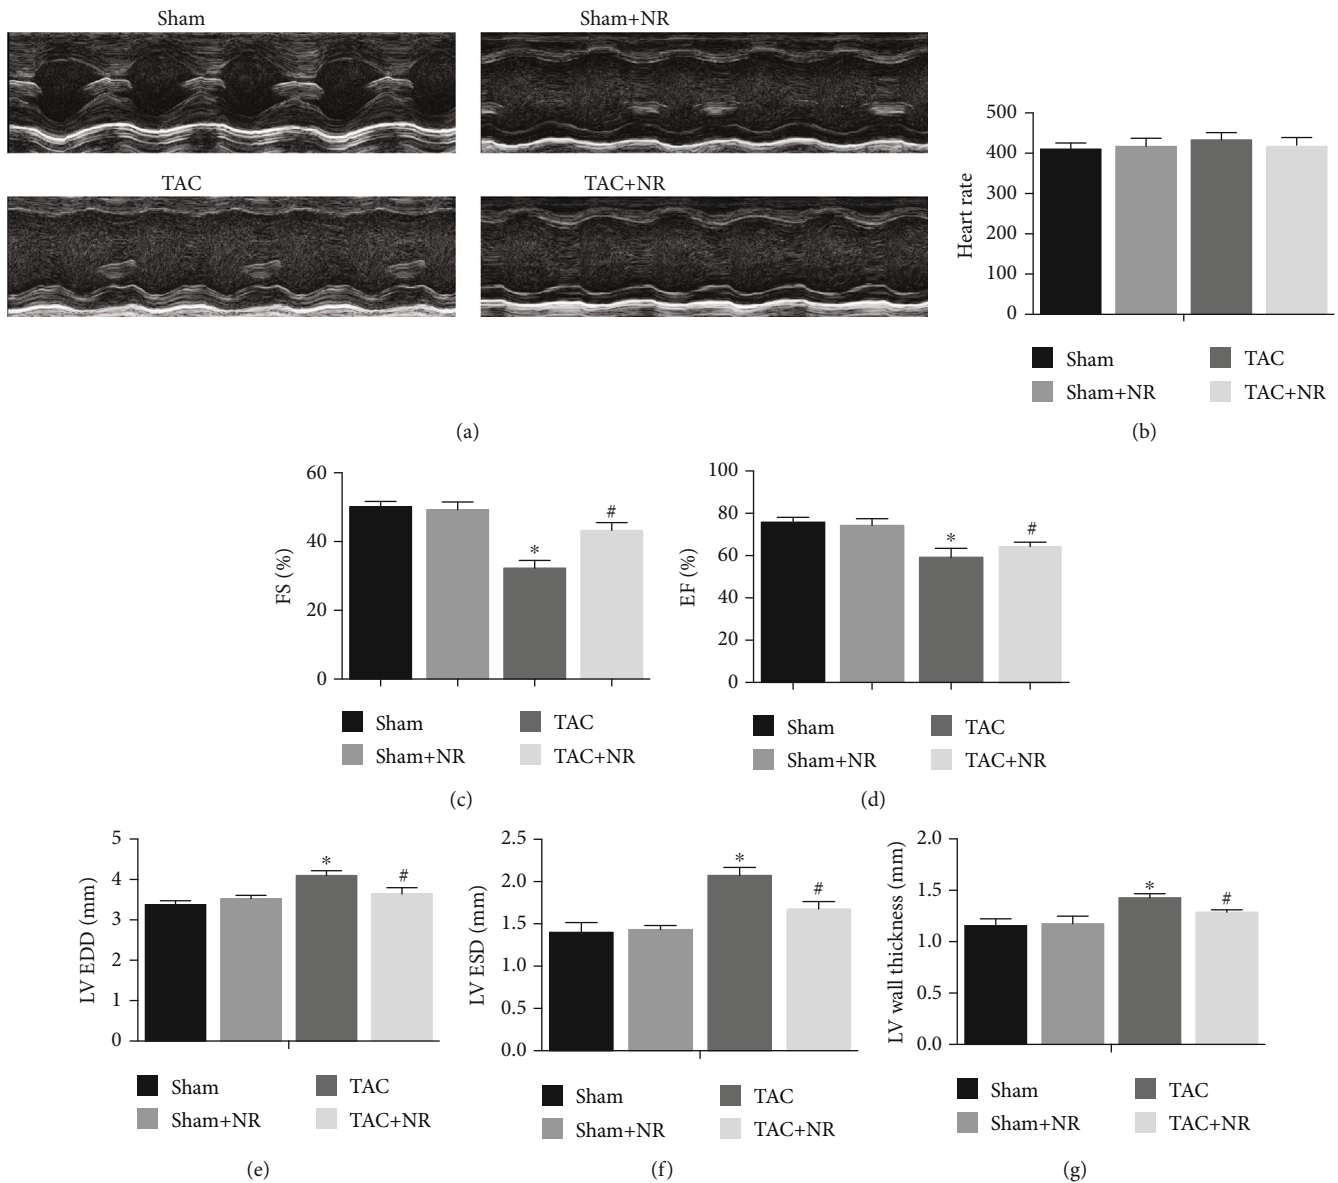 Sham
Sham+NR
TAC
TAC+NR
(a)
500
400
300
200
100
0
Heart rate
Sham
TAC
Sham+NR
TAC+NR
(b)
60
40
20
0
FS (%)
*
#
Sham
TAC
Sham+NR
TAC+NR
(c)
100
80
60
40
20
0
EF (%)
*
#
Sham
TAC
Sham+NR
TAC+NR
(d)
5
4
3
2
1
0
LV EDD (mm)
*
#
Sham
TAC
Sham+NR
TAC+NR
(e)
2.5
2.0
1.5
1.0
0.5
0.0
LV ESD (mm)
*
#
Sham
TAC
Sham+NR
TAC+NR
(f)
2.0
1.5
1.0
0.5
0.0
LV wall thickness (mm)
*
#
Sham
TAC
Sham+NR
TAC+NR
(g)